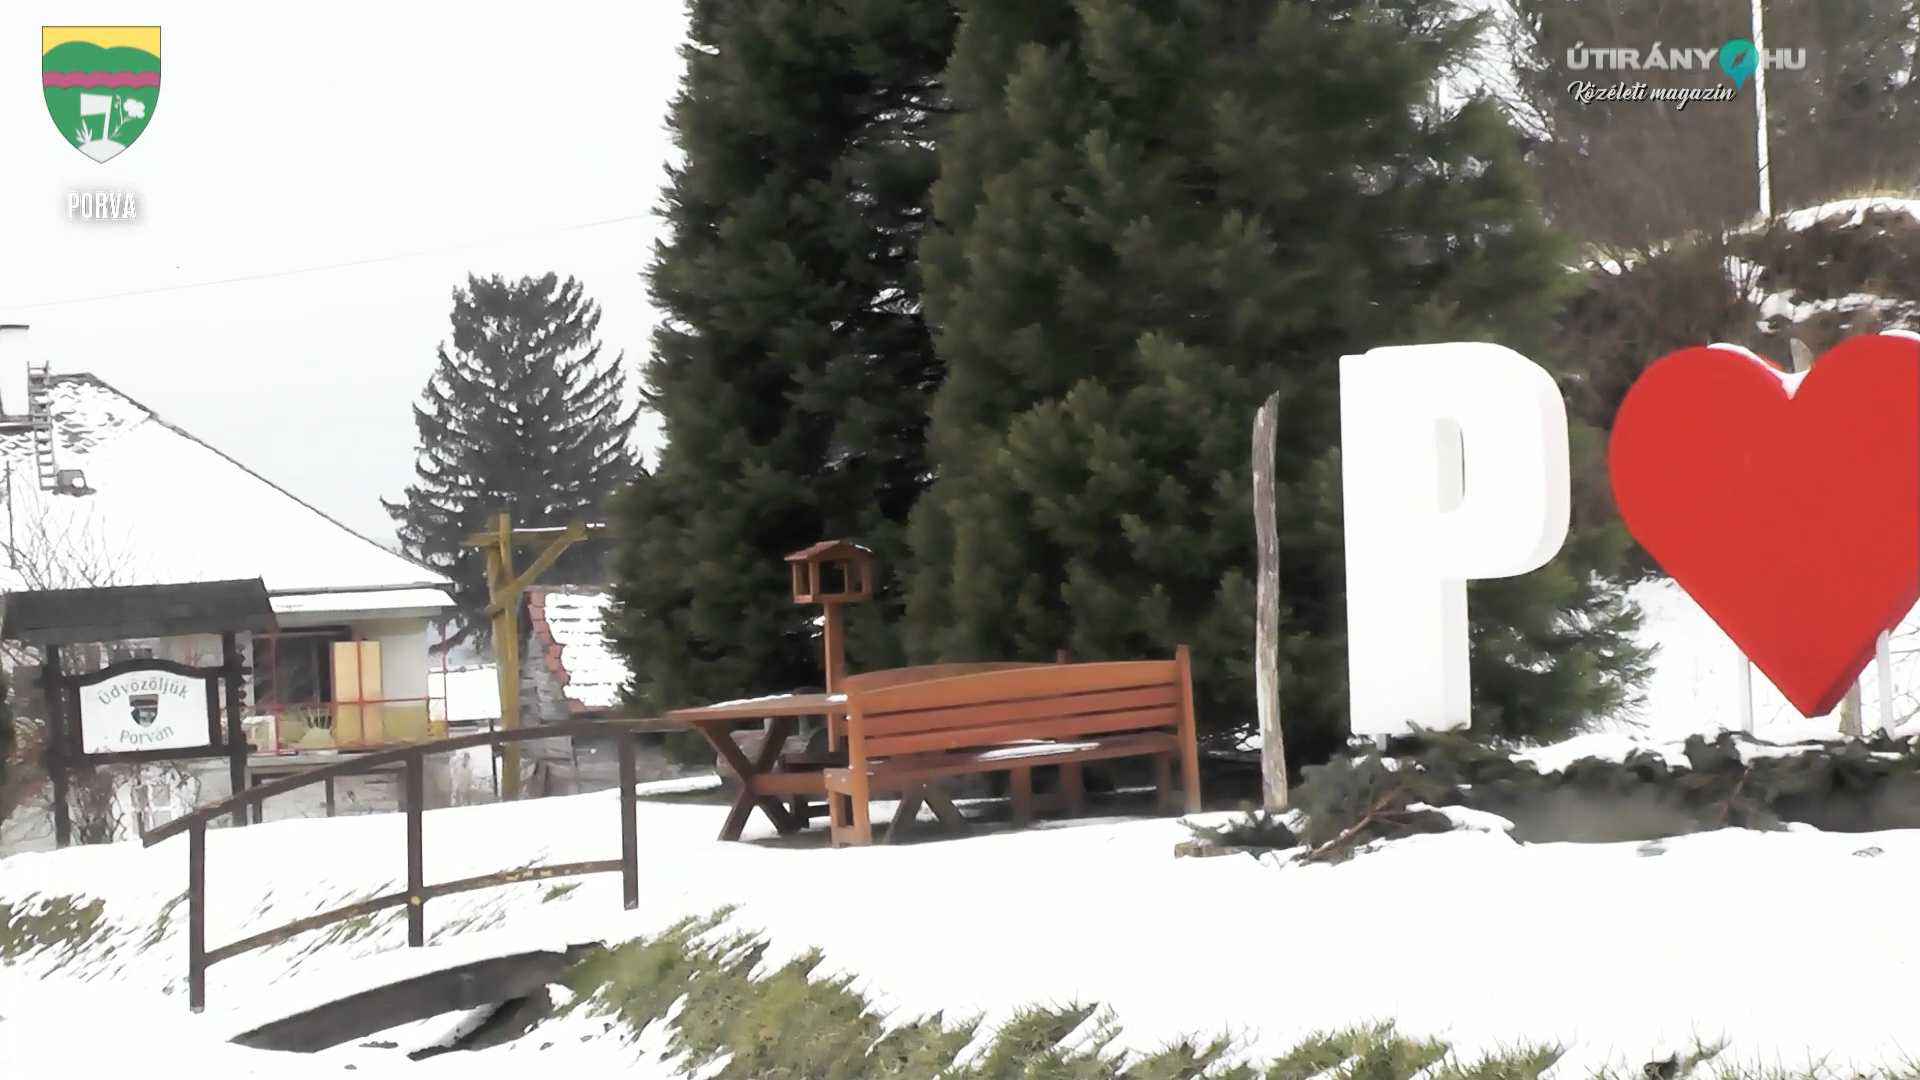 PORVA
ÚTIRÁNY HU
Közéleti magazin
Üdvözöljük
Porván
P